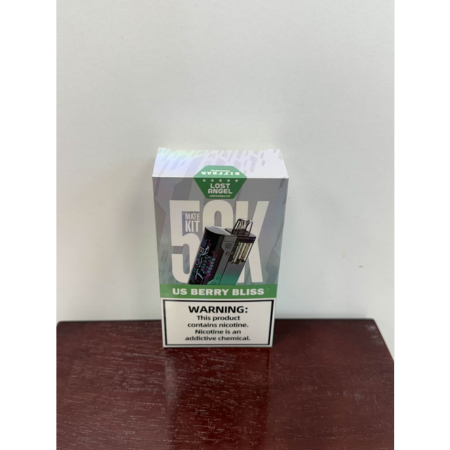 LOST
ANGEL
50K
MATE
KIT
US BERRY BLISS
WARNING:
This product
contains nicotine.
Nicotine is an
addictive chemical.